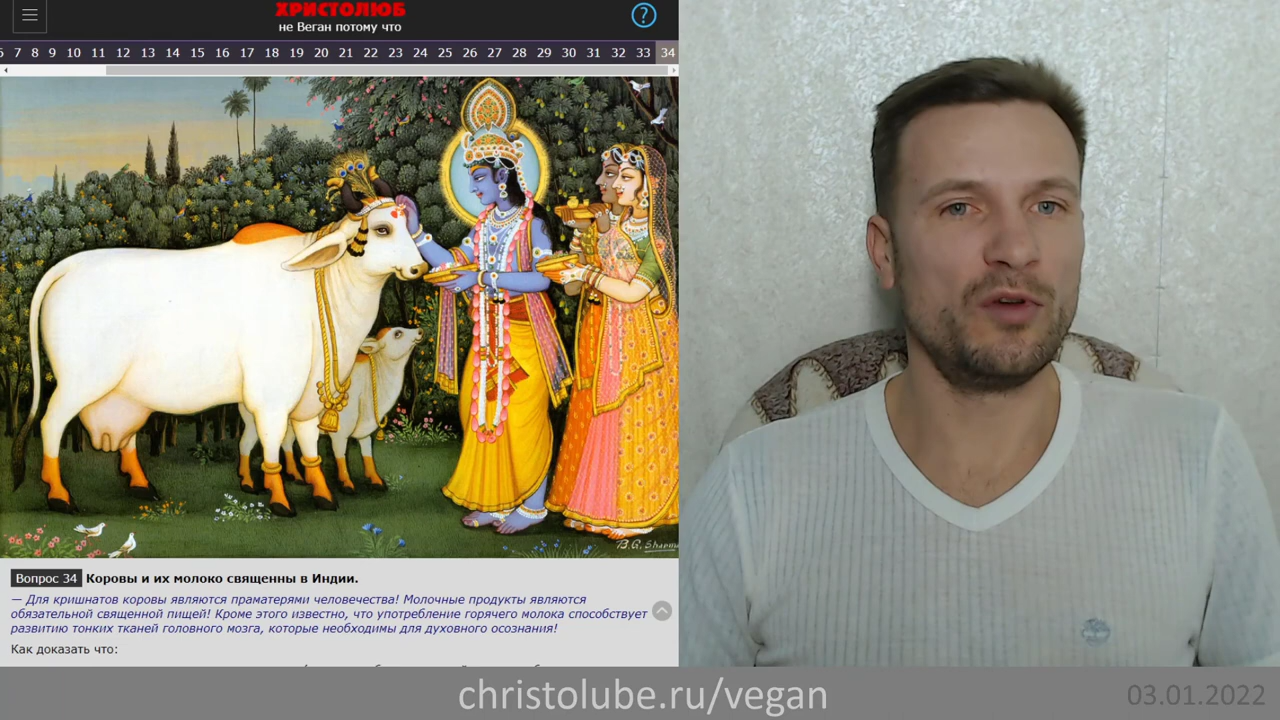 ХРИСТОЛЮБ
не Веган потому что
?
6 7 8 9 10 11 12 13 14 15 16 17 18 19 20 21 22 23 24 25 26 27 28 29 30 31 32 33 34
B.G. Sharma
Вопрос 34 Коровы и их молоко священны в Индии.
— Для кришнатов коровы являются праматерями человечества! Молочные продукты являются
обязательной священной пищей! Кроме этого известно, что употребление горячего молока способствует
развитию тонких тканей головного мозга, которые необходимы для духовного осознания!
Как доказать что:
christolube.ru/vegan
03.01.2022